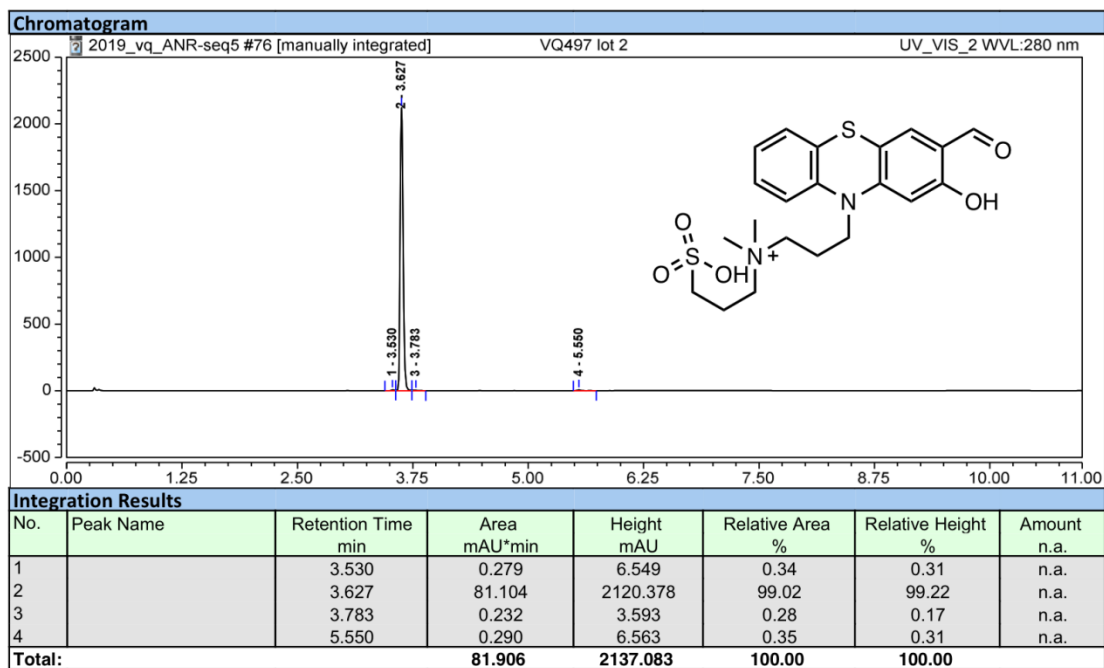 Chromatogram
2019_vq_ANR-seq5 #76 [manually integrated] VQ497 lot 2 UV_VIS_2 WVL:280 nm
2500
2000
1500
1000
500
0
-500
1 - 3.530
2 - 3.627
3 - 3.783
4 - 5.550
S
O
N
OH
O
S
O
OH
N
+
0.00 1.25 2.50 3.75 5.00 6.25 7.50 8.75 10.00 11.00
Integration Results
No. Peak Name Retention Time Area Height Relative Area Relative Height Amount
min mAU*min mAU % % n.a.
1 3.530 0.279 6.549 0.34 0.31 n.a.
2 3.627 81.104 2120.378 99.02 99.22 n.a.
3 3.783 0.232 3.593 0.28 0.17 n.a.
4 5.550 0.290 6.563 0.35 0.31 n.a.
Total: 81.906 2137.083 100.00 100.00